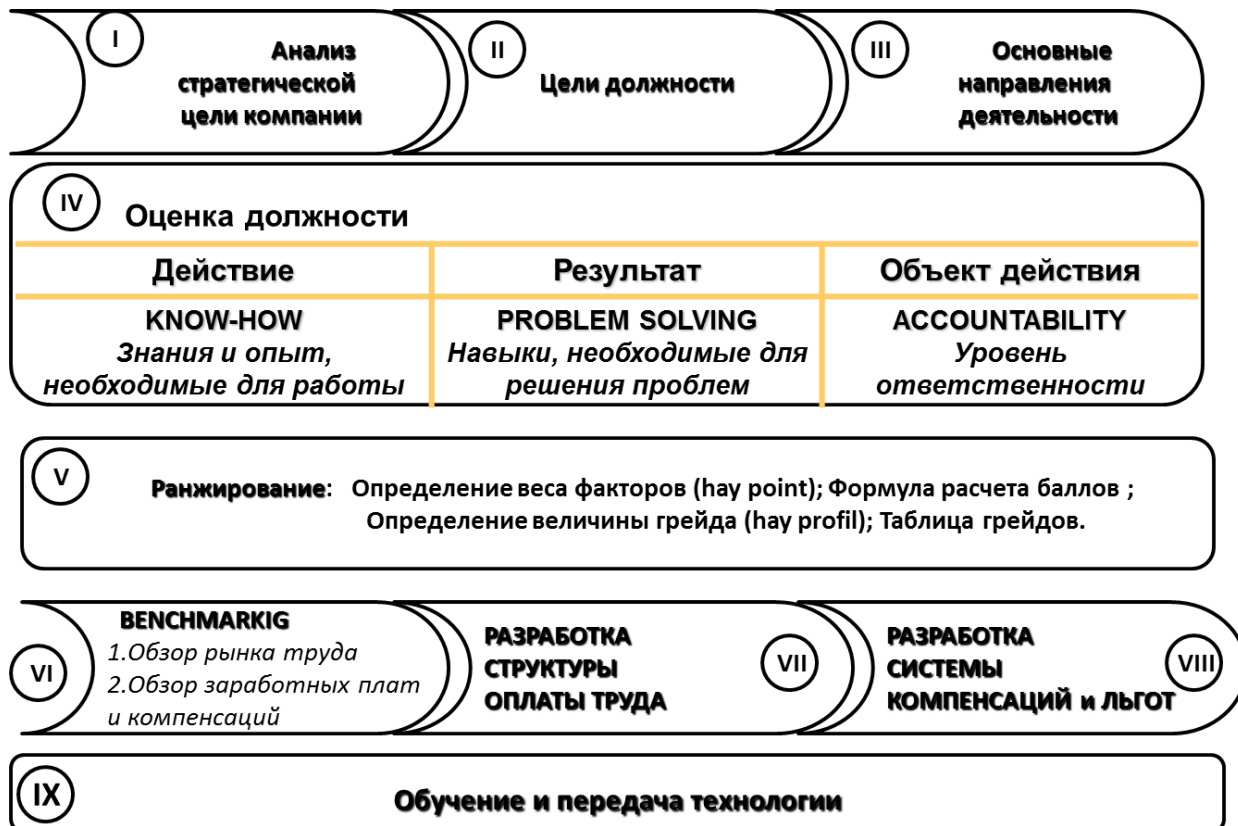 I
Анализ
стратегической
цели компании
II
Цели должности
III
Основные
направления
деятельности
IV
Оценка должности
Действие
Результат
Объект действия
KNOW-HOW
Знания и опыт,
необходимые для работы
PROBLEM SOLVING
Навыки, необходимые для
решения проблем
ACCOUNTABILITY
Уровень
ответственности
V
Ранжирование: Определение веса факторов (hay point); Формула расчета баллов ;
Определение величины грейда (hay profil); Таблица грейдов.
VI
BENCHMARKIG
1.Обзор рынка труда
2.Обзор заработных плат
и компенсаций
РАЗРАБОТКА
СТРУКТУРЫ
ОПЛАТЫ ТРУДА
VII
РАЗРАБОТКА
СИСТЕМЫ
КОМПЕНСАЦИЙ и ЛЬГОТ
VIII
IX
Обучение и передача технологии